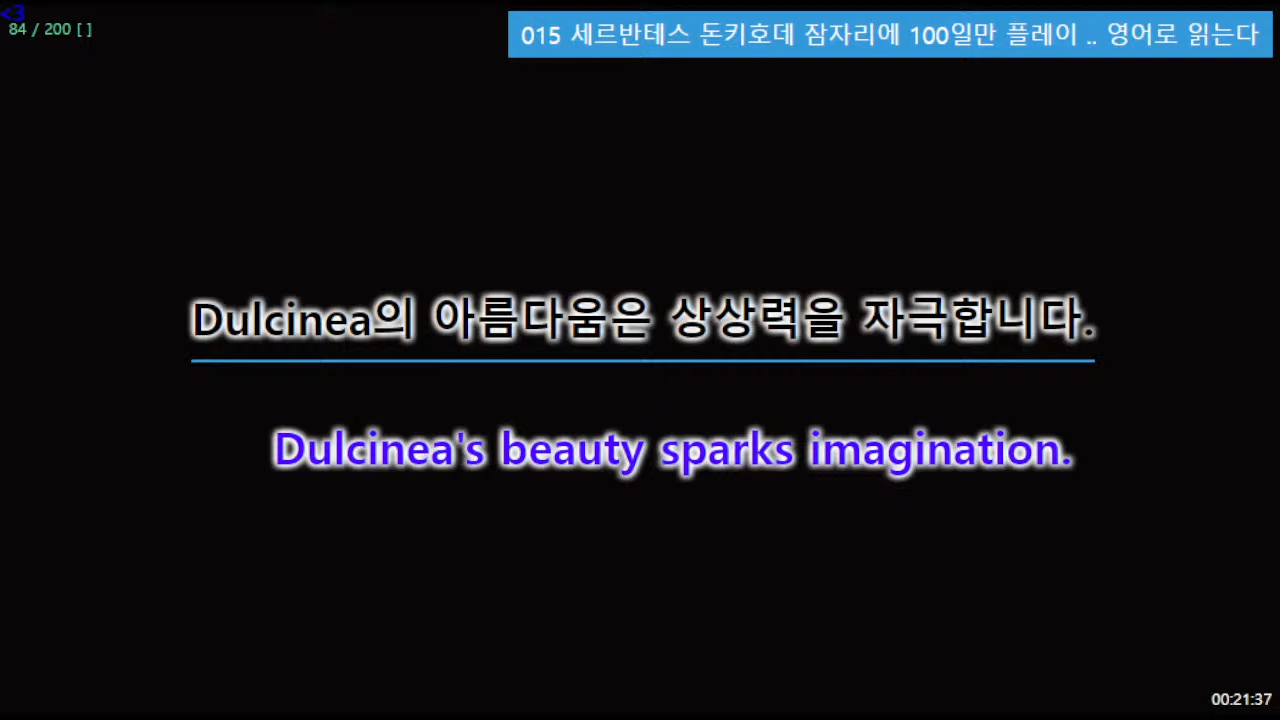 <3
84 / 200 [ ]
015 세르반테스 돈키호데 잠자리에 100일만 플레이 .. 영어로 읽는다
Dulcinea의 아름다움은 상상력을 자극합니다.
Dulcinea's beauty sparks imagination.
00:21:37